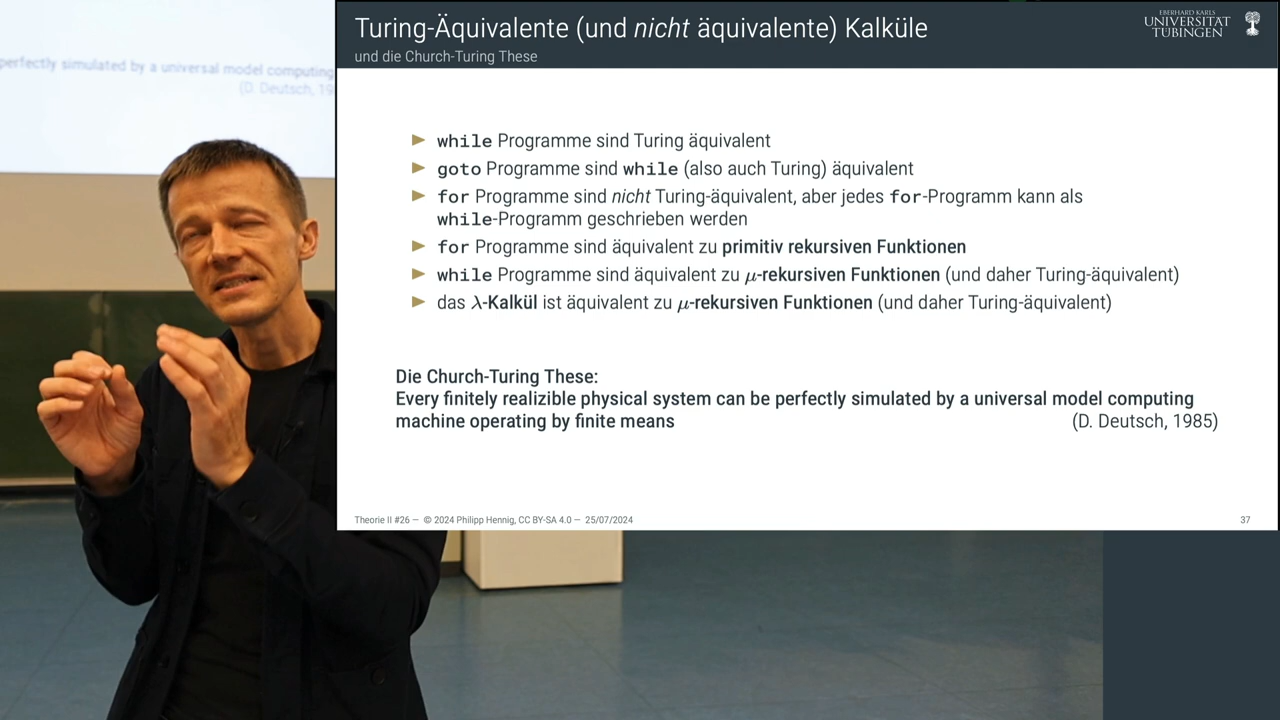 Turing-Äquivalente (und nicht äquivalente) Kalküle
und die Church-Turing These
EBERHARD KARLS
UNIVERSITAT
TUBINGEN
perfectly simulated by a universal model computing
(D. Deutsch, 19
► while Programme sind Turing äquivalent
► goto Programme sind while (also auch Turing) äquivalent
► for Programme sind nicht Turing-äquivalent, aber jedes for-Programm kann als
while-Programm geschrieben werden
► for Programme sind äquivalent zu primitiv rekursiven Funktionen
► while Programme sind äquivalent zu μ-rekursiven Funktionen (und daher Turing-äquivalent)
► das λ-Kalkül ist äquivalent zu μ-rekursiven Funktionen (und daher Turing-äquivalent)
Die Church-Turing These:
Every finitely realizible physical system can be perfectly simulated by a universal model computing
machine operating by finite means (D. Deutsch, 1985)
Theorie II #26 — © 2024 Philipp Hennig, CC BY-SA 4.0 — 25/07/2024 37